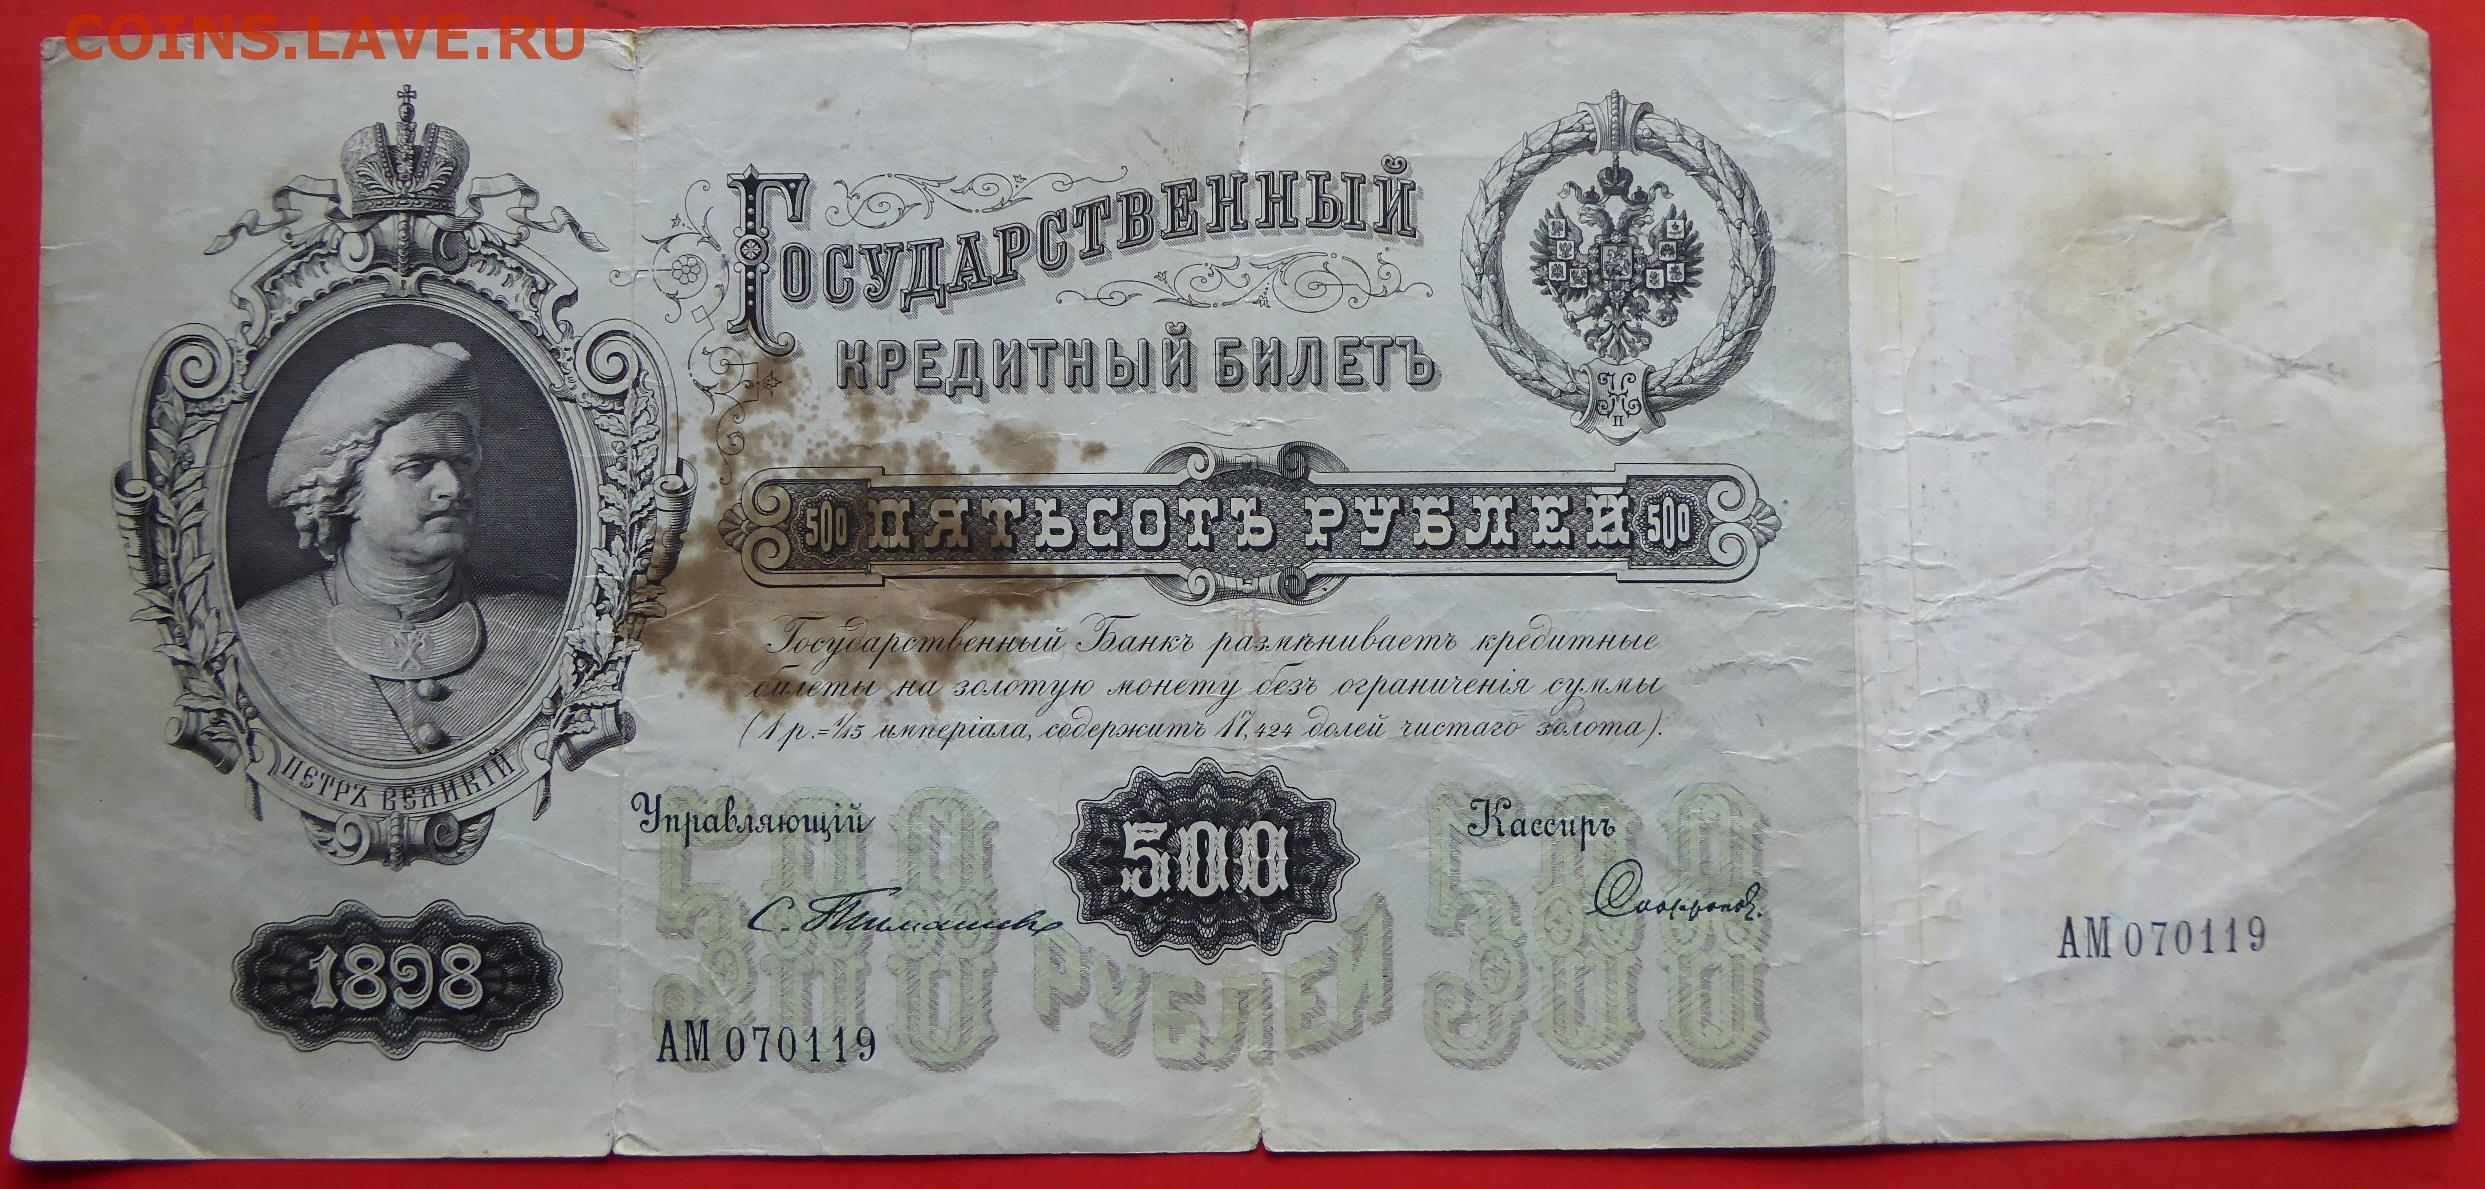 COINS.LAVE.RU
Государственный
кредитный билетъ
500 ПЯТЬСОТЪ РУБЛЕЙ 500
Государственный Банкъ размѣниваетъ кредитные
билеты на золотую монету безъ ограниченія суммы
(1 р.=1/15 имперіала, содержитъ 17,424 долей чистаго золота).
ПЕТРЪ ВЕЛИКІЙ
Управляющій
500
Кассиръ
500 РУБЛЕЙ 500
С. Тимашевъ
Софроновъ.
1898
АМ 070119
АМ 070119